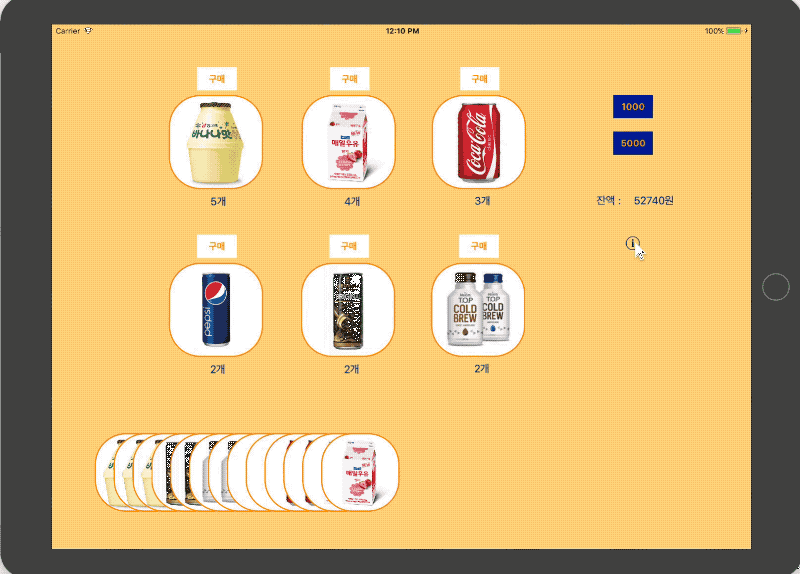 Carrier
12:10 PM
100%
구매
구매
구매
1000
5000
바나나맛
매일우유
Coca-Cola
5개
4개
3개
잔액 : 52740원
구매
구매
구매
pepsi
TOP
COLD
BREW
TOP
COLD
BREW
2개
2개
2개
매일우유